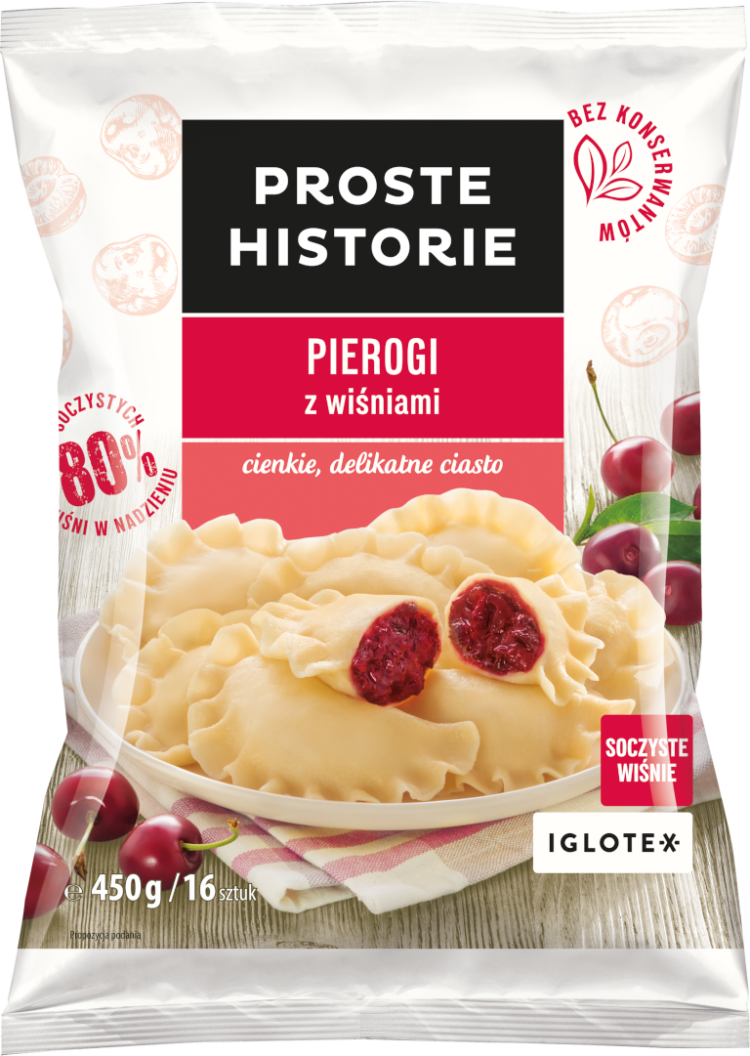 BEZ KONSERWANTÓW
PROSTE
HISTORIE
PIEROGI
z wiśniami
cienkie, delikatne ciasto
SOCZYSTYCH
80%
WIŚNI W NADZIENIU
SOCZYSTE
WIŚNIE
IGLOTEX
℮ 450g/16 sztuk
Propozycja podania